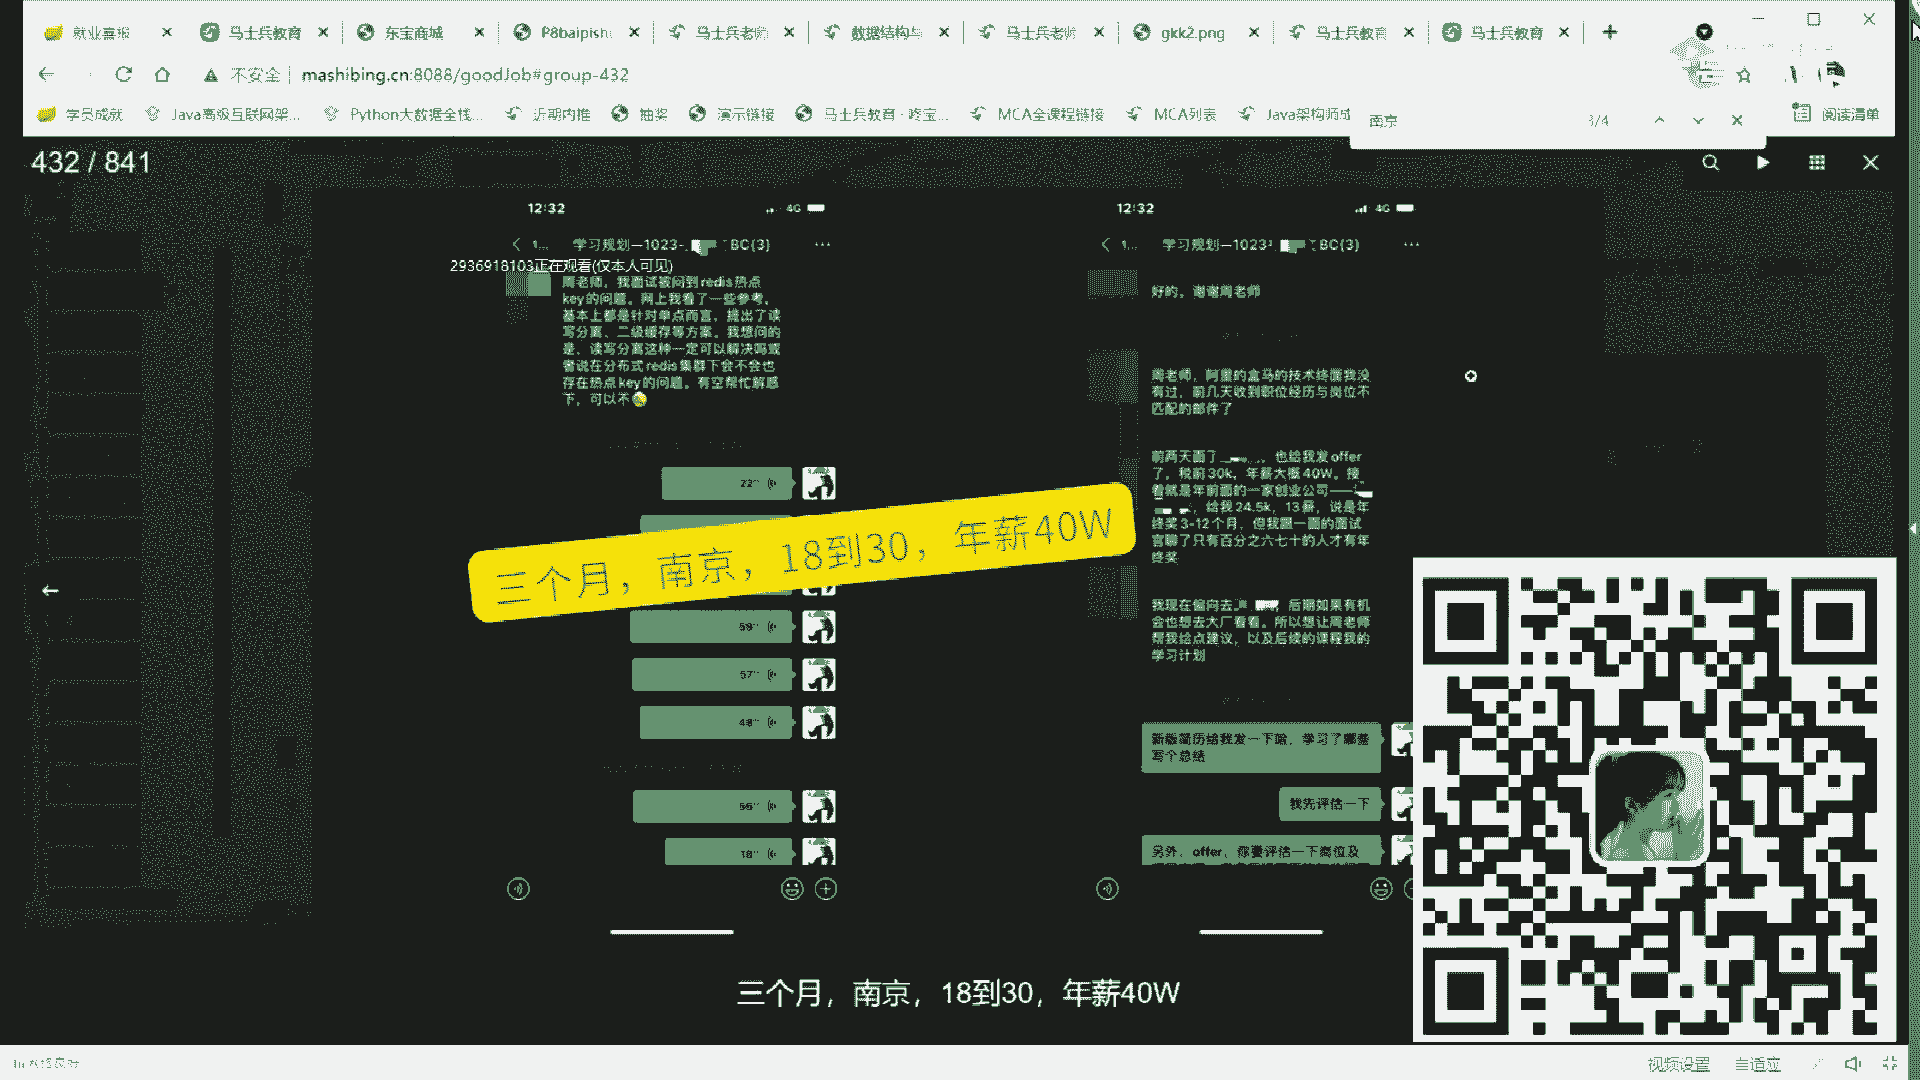 就业喜报
马士兵教育
东宝商城
P8baipish
马士兵老师
数据结构与
马士兵老师
gkk2.png
马士兵教育
马士兵教育
不安全
mashibing.cn:8088/goodJob#group-432
学员成就
Java高级互联网架...
Python大数据全栈...
近期内推
抽奖
演示链接
马士兵教育 - 咚宝...
MCA全课程链接
MCA列表
Java架构师成
南京
3/4
阅读清单
432 / 841
12:32
4G
1...
学习规划—1023-
BC(3)
2936918103正在观看(仅本人可见)
周老师，我面试被问到redis热点
key的问题。网上我看了一些参考，
基本上都是针对单点而言，提出了读
写分离、二级缓存等方案。我想问的
是，读写分离这种一定可以解决吗或
者说在分布式redis集群下会不会也
存在热点key的问题。有空帮忙解惑
下，可以不
22"
59"
57"
48"
56"
18"
12:32
4G
1...
学习规划—1023
BC(3)
好的，谢谢周老师
周老师，阿里的盒马的技术终面我没
有过，前几天收到职位经历与岗位不
匹配的邮件了
前两天面了
，也给我发offer
了，税前30k，年薪大概40W。接
着就是年前面的一家创业公司——
给我24.5k，13薪，说是年
终奖3-12个月，但我跟一面的面试
官聊了只有百分之六七十的人才有年
终奖
我现在偏向去
，后期如果有机
会也想去大厂看看。所以想让周老师
帮我给点建议，以及后续的课程我的
学习计划
新版简历给我发一下哈，学习了哪些
写个总结
我先评估一下
另外，offer，你要评估一下岗位及
三个月，南京，18到30，年薪40W
三个月，南京，18到30，年薪40W
视频设置
自适应